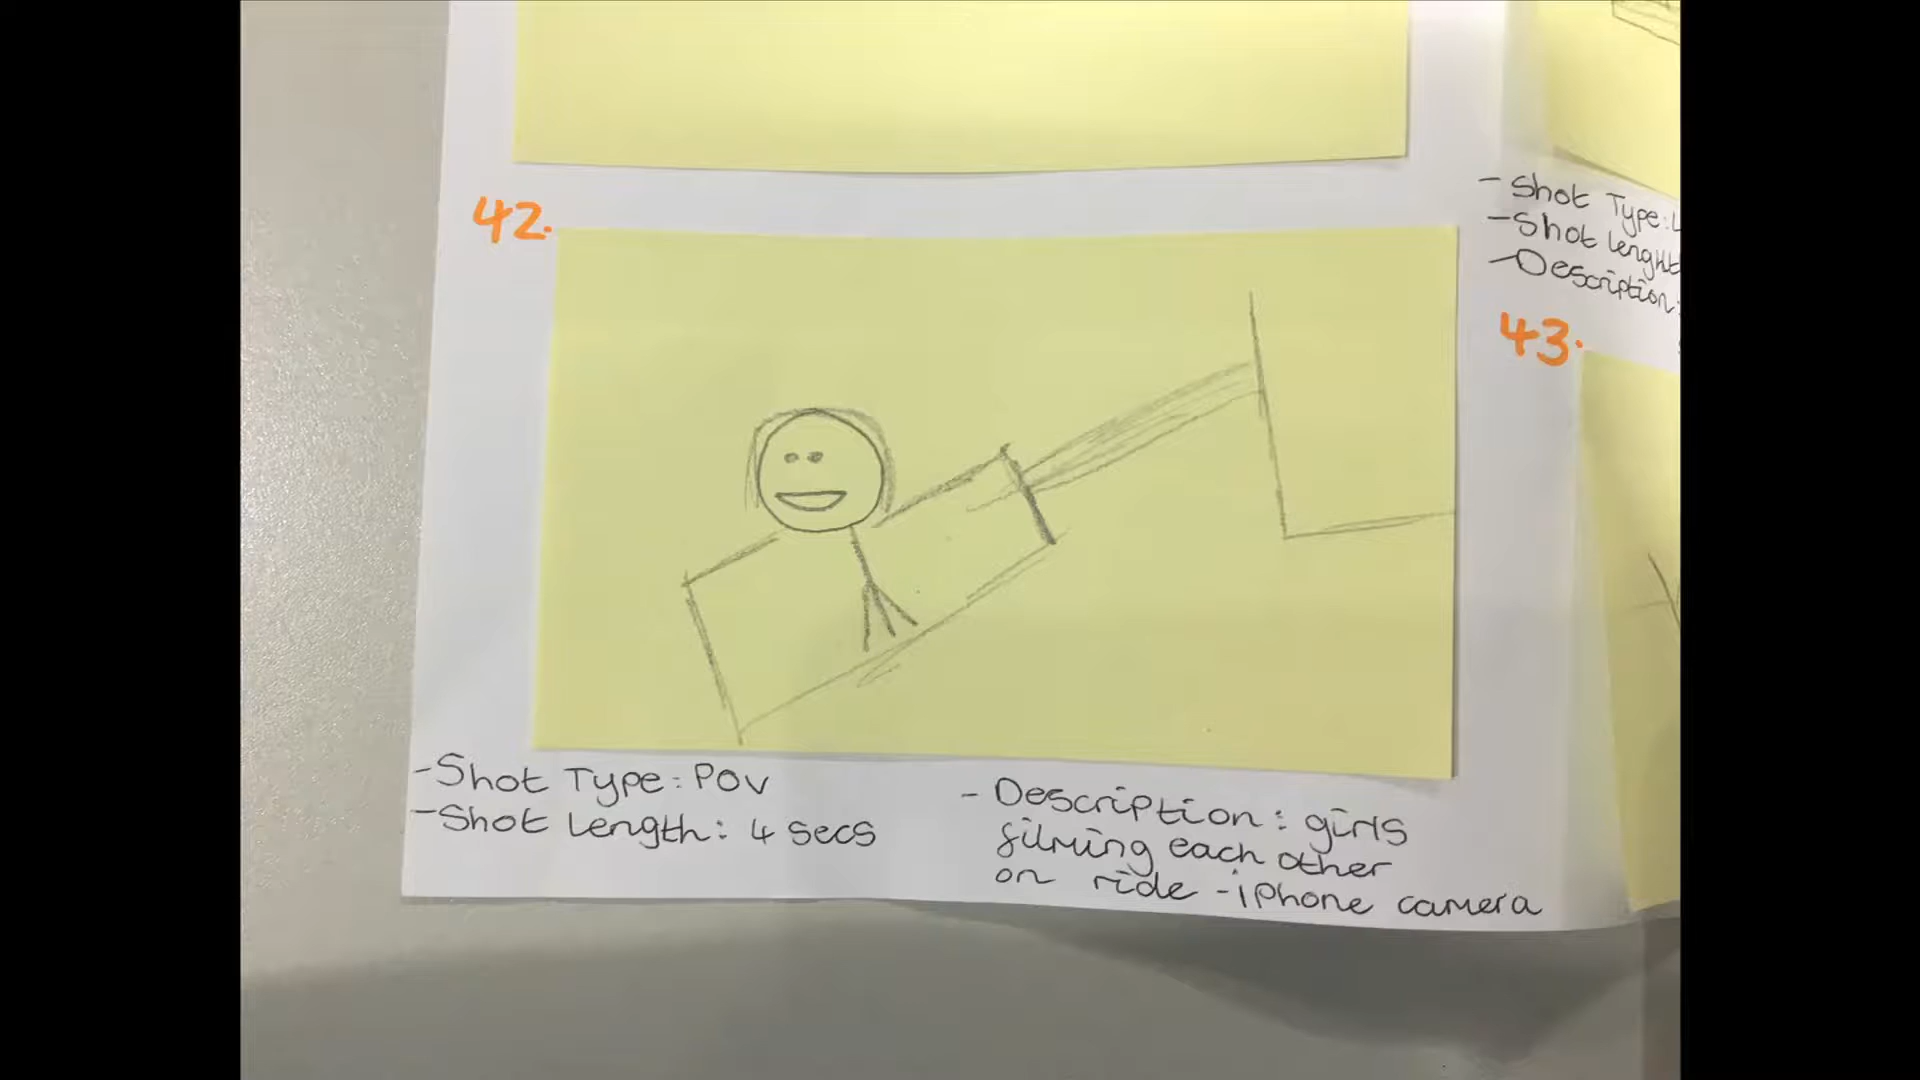 42.
- Shot Type: POV
- Shot Length: 4 secs
- Description: girls
filming each other
on ride - iphone camera
- Shot Type:
- Shot lenght
- Description:
43.